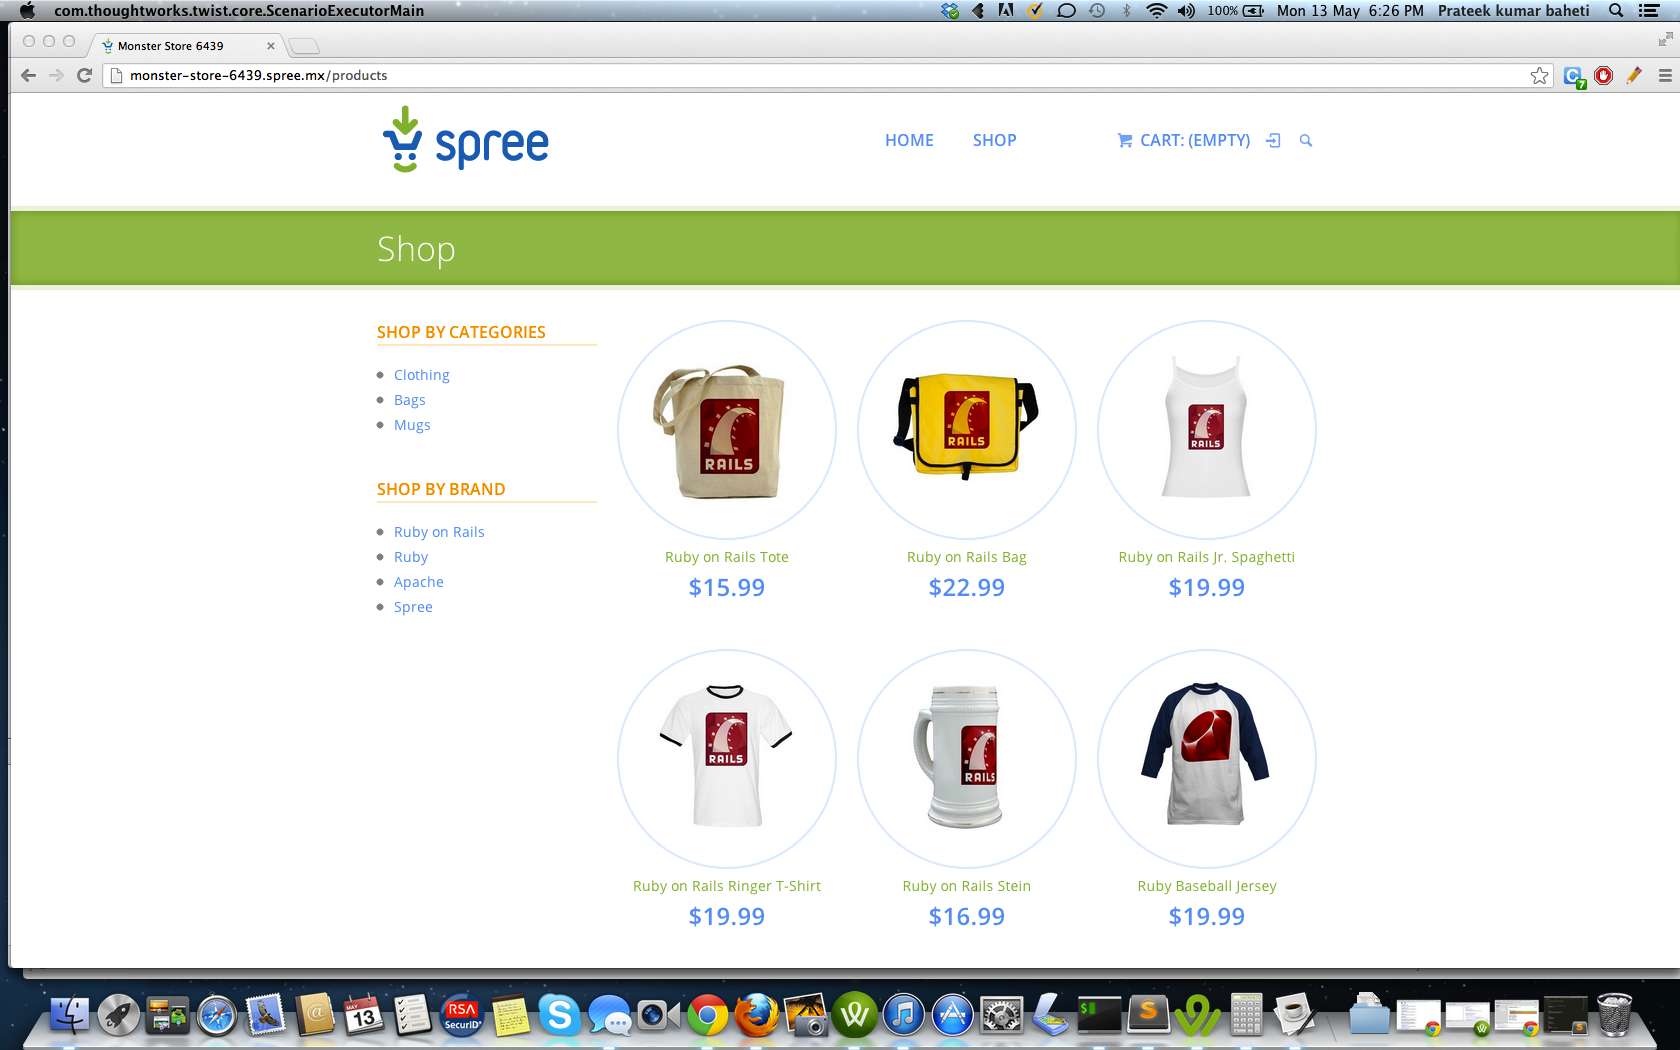 com.thoughtworks.twist.core.ScenarioExecutorMain
100%
Mon 13 May 6:26 PM
Prateek kumar baheti
Monster Store 6439
monster-store-6439.spree.mx/products
C
7
spree
HOME
SHOP
CART: (EMPTY)
Shop
SHOP BY CATEGORIES
Clothing
Bags
Mugs
SHOP BY BRAND
Ruby on Rails
Ruby
Apache
Spree
RAILS
RAILS
RAILS
Ruby on Rails Tote
Ruby on Rails Bag
Ruby on Rails Jr. Spaghetti
$15.99
$22.99
$19.99
RAILS
RAILS
Ruby on Rails Ringer T-Shirt
Ruby on Rails Stein
Ruby Baseball Jersey
$19.99
$16.99
$19.99
MAY
13
RSA
SecurID
S
W
S